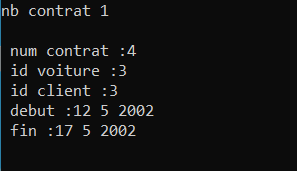 nb contrat 1
num contrat :4
id voiture :3
id client :3
debut :12 5 2002
fin :17 5 2002